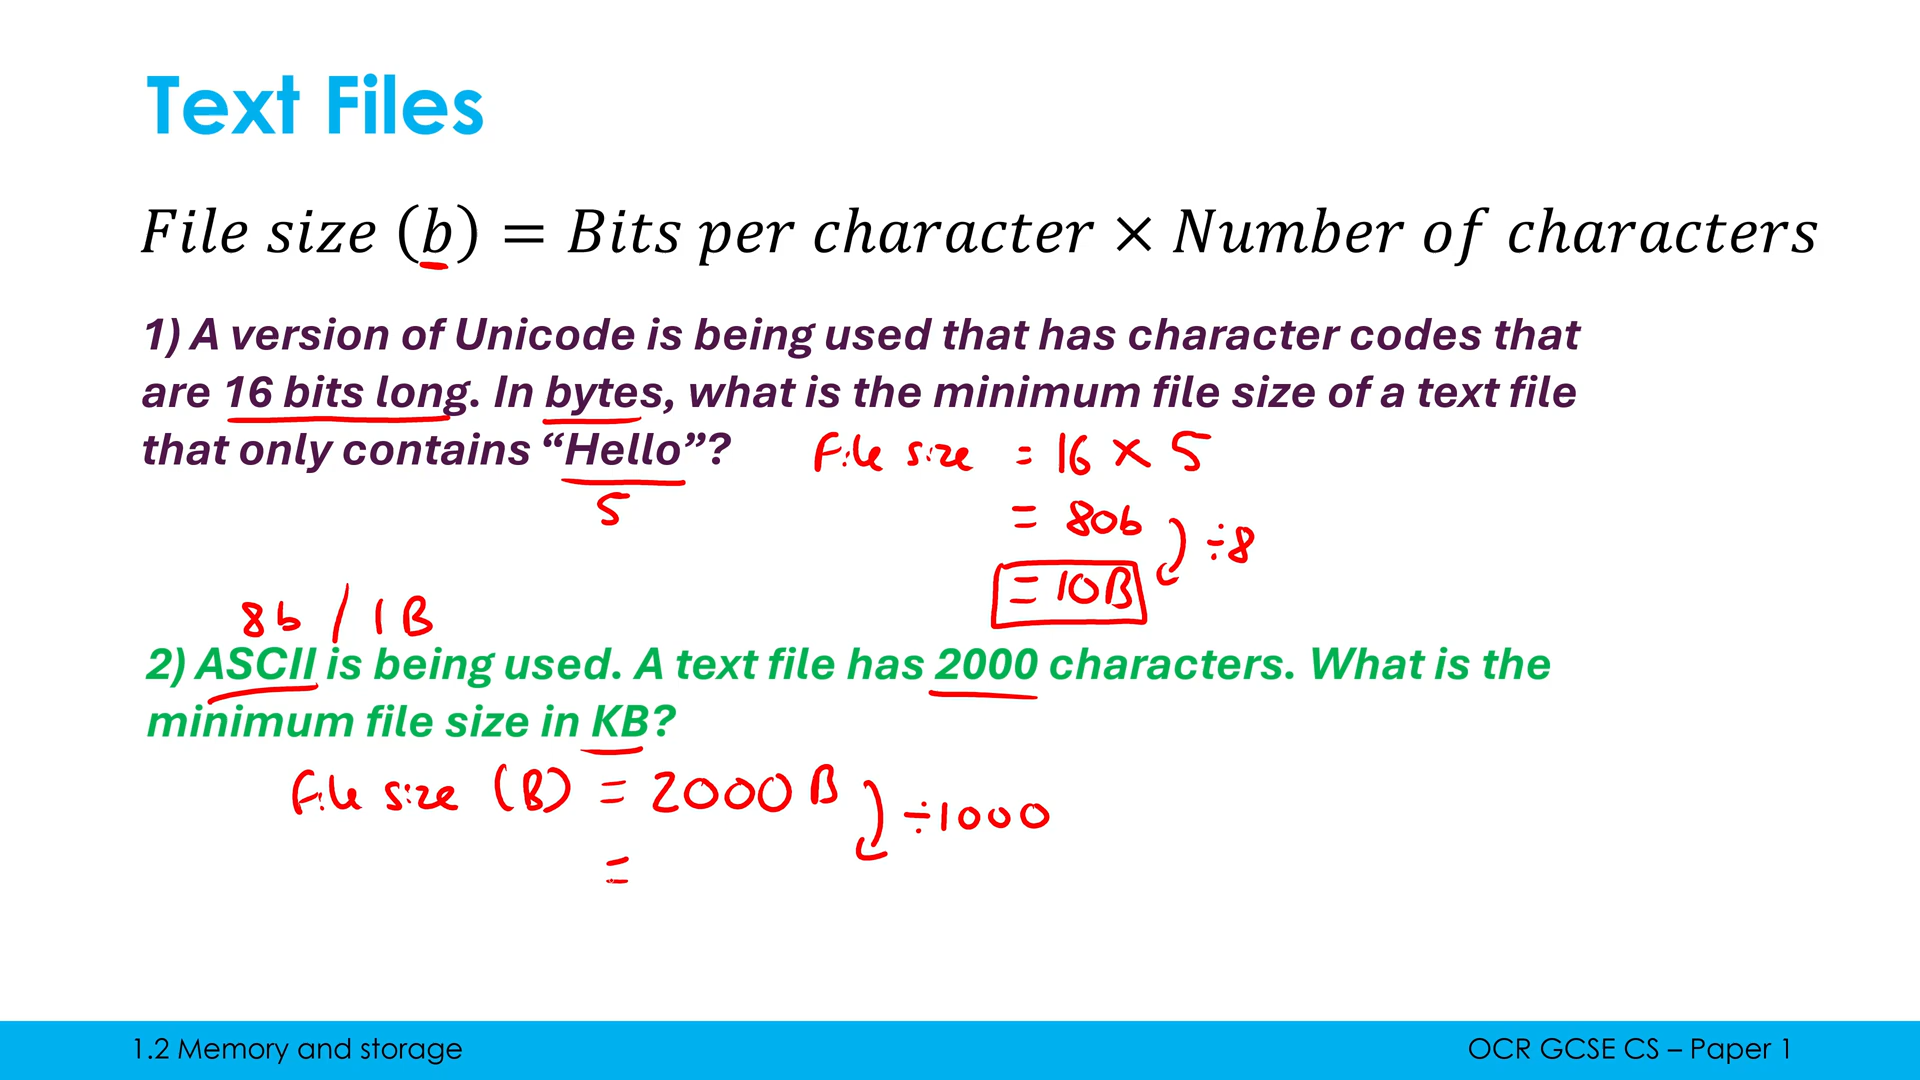 Text Files
File size (b) = Bits per character × Number of characters
1) A version of Unicode is being used that has character codes that
are 16 bits long. In bytes, what is the minimum file size of a text file
that only contains “Hello”?
File size = 16 × 5
5
= 80b
÷8
= 10B
8b / 1B
2) ASCII is being used. A text file has 2000 characters. What is the
minimum file size in KB?
File size (B) = 2000B
÷1000
=
1.2 Memory and storage
OCR GCSE CS – Paper 1